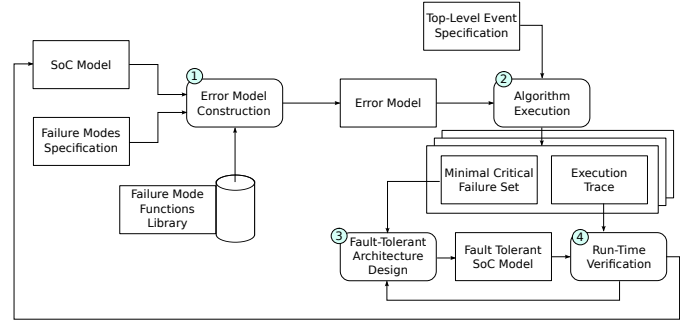 Top-Level Event
Specification
SoC Model
1
Error Model
Construction
Error Model
2
Algorithm
Execution
Failure Modes
Specification
Minimal Critical
Failure Set
Execution
Trace
Failure Mode
Functions
Library
3
Fault-Tolerant
Architecture
Design
Fault Tolerant
SoC Model
4
Run-Time
Verification